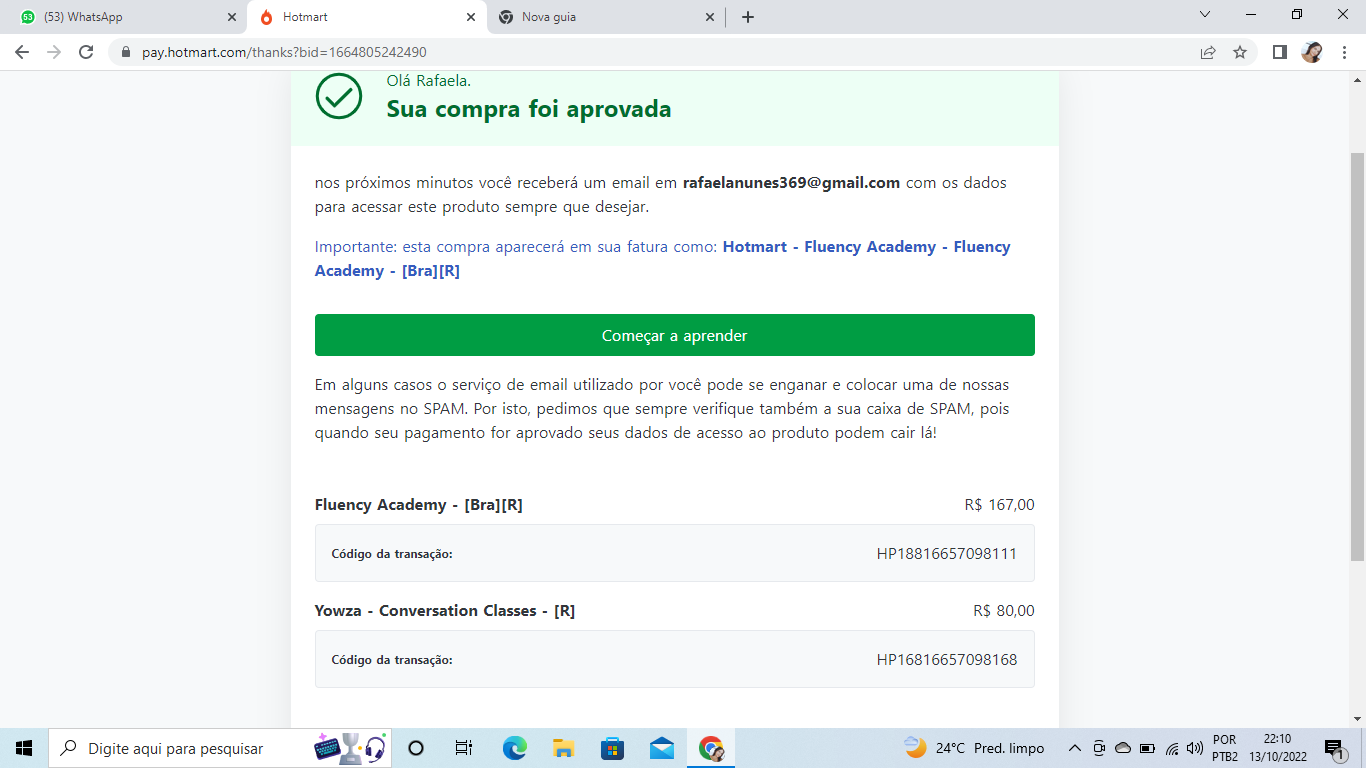 (53) WhatsApp
Hotmart
Nova guia
pay.hotmart.com/thanks?bid=1664805242490
Olá Rafaela.
Sua compra foi aprovada
nos próximos minutos você receberá um email em rafaelanunes369@gmail.com com os dados
para acessar este produto sempre que desejar.
Importante: esta compra aparecerá em sua fatura como: Hotmart - Fluency Academy - Fluency
Academy - [Bra][R]
Começar a aprender
Em alguns casos o serviço de email utilizado por você pode se enganar e colocar uma de nossas
mensagens no SPAM. Por isto, pedimos que sempre verifique também a sua caixa de SPAM, pois
quando seu pagamento for aprovado seus dados de acesso ao produto podem cair lá!
Fluency Academy - [Bra][R] R$ 167,00
Código da transação: HP18816657098111
Yowza - Conversation Classes - [R] R$ 80,00
Código da transação: HP16816657098168
Digite aqui para pesquisar
24°C Pred. limpo
POR
PTB2
22:10
13/10/2022
1